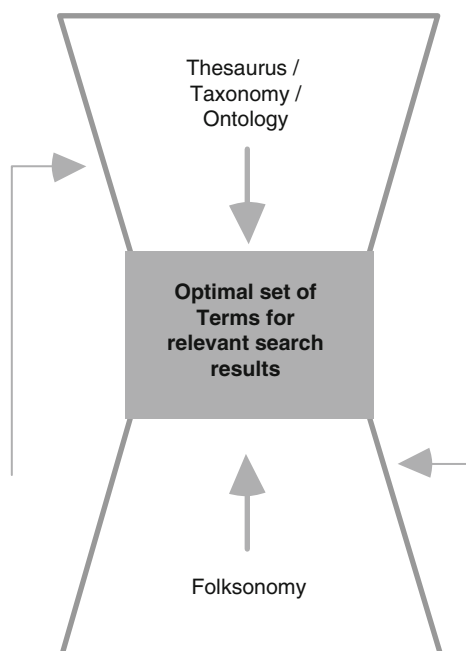 Thesaurus /
Taxonomy /
Ontology
Optimal set of
Terms for
relevant search
results
Folksonomy